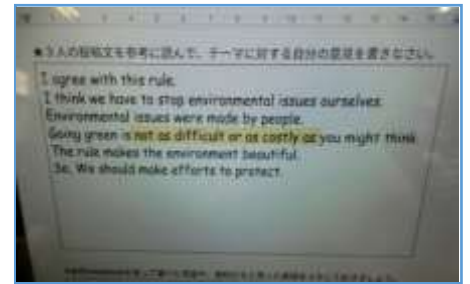 ★3人の投稿文を参考に読んで、テーマに対する自分の意見を書きなさい。
I agree with this rule.
I think we have to stop environmental issues ourselves.
Environmental issues were made by people.
Going green is not as difficult or as costly as you might think.
The rule makes the environment beautiful.
So, We should make efforts to protect.